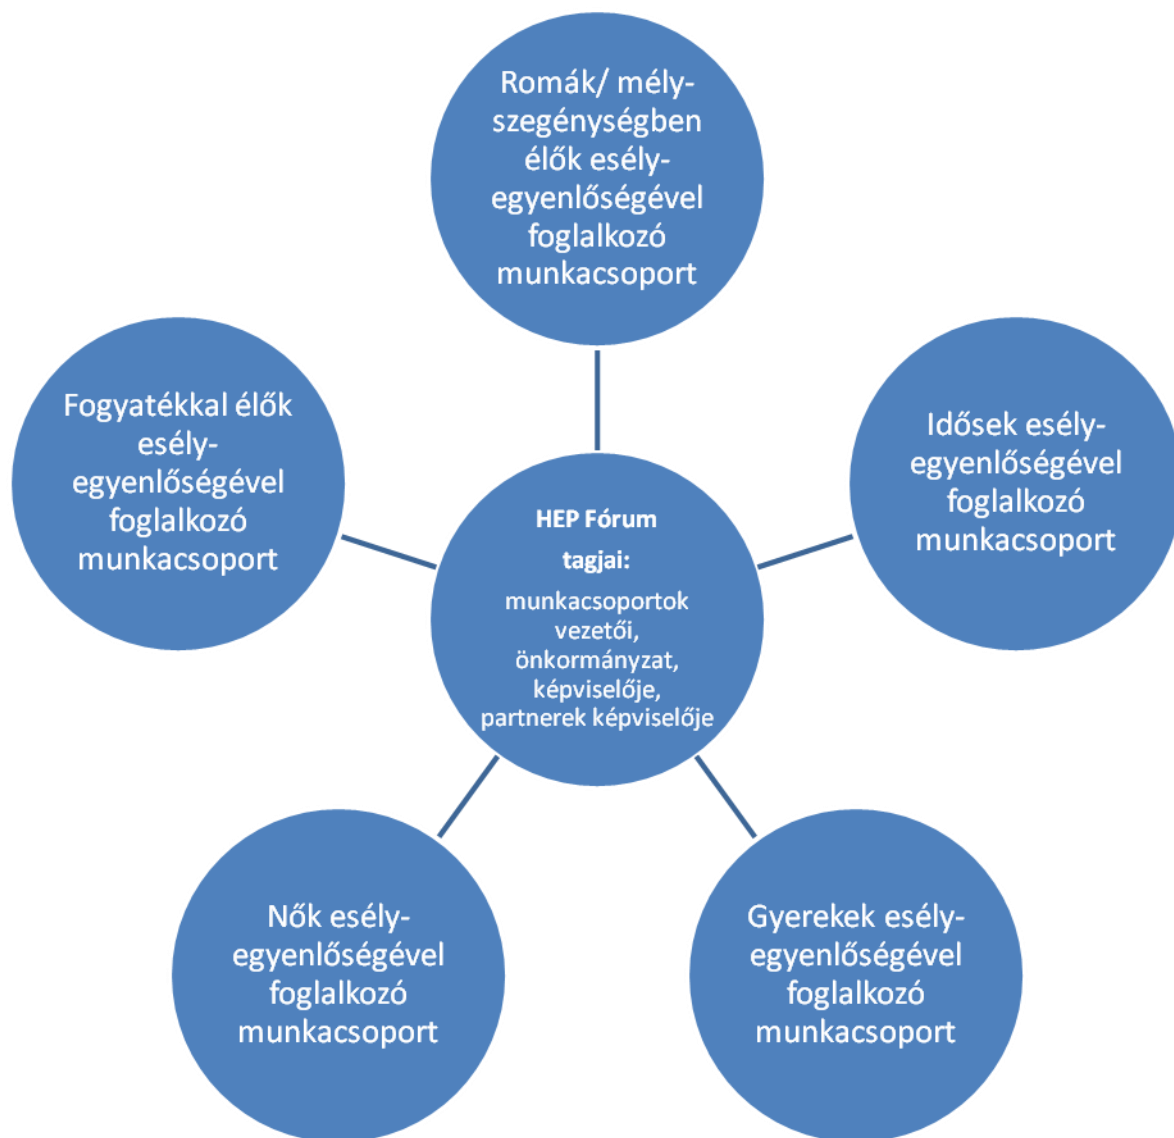 Romák/ mély-
szegénységben
élők esély-
egyenlőségével
foglalkozó
munkacsoport
Fogyatékkal élők
esély-
egyenlőségével
foglalkozó
munkacsoport
Idősek esély-
egyenlőségével
foglalkozó
munkacsoport
HEP Fórum
tagjai:
munkacsoportok
vezetői,
önkormányzat,
képviselője,
partnerek képviselője
Nők esély-
egyenlőségével
foglalkozó
munkacsoport
Gyerekek esély-
egyenlőségével
foglalkozó
munkacsoport